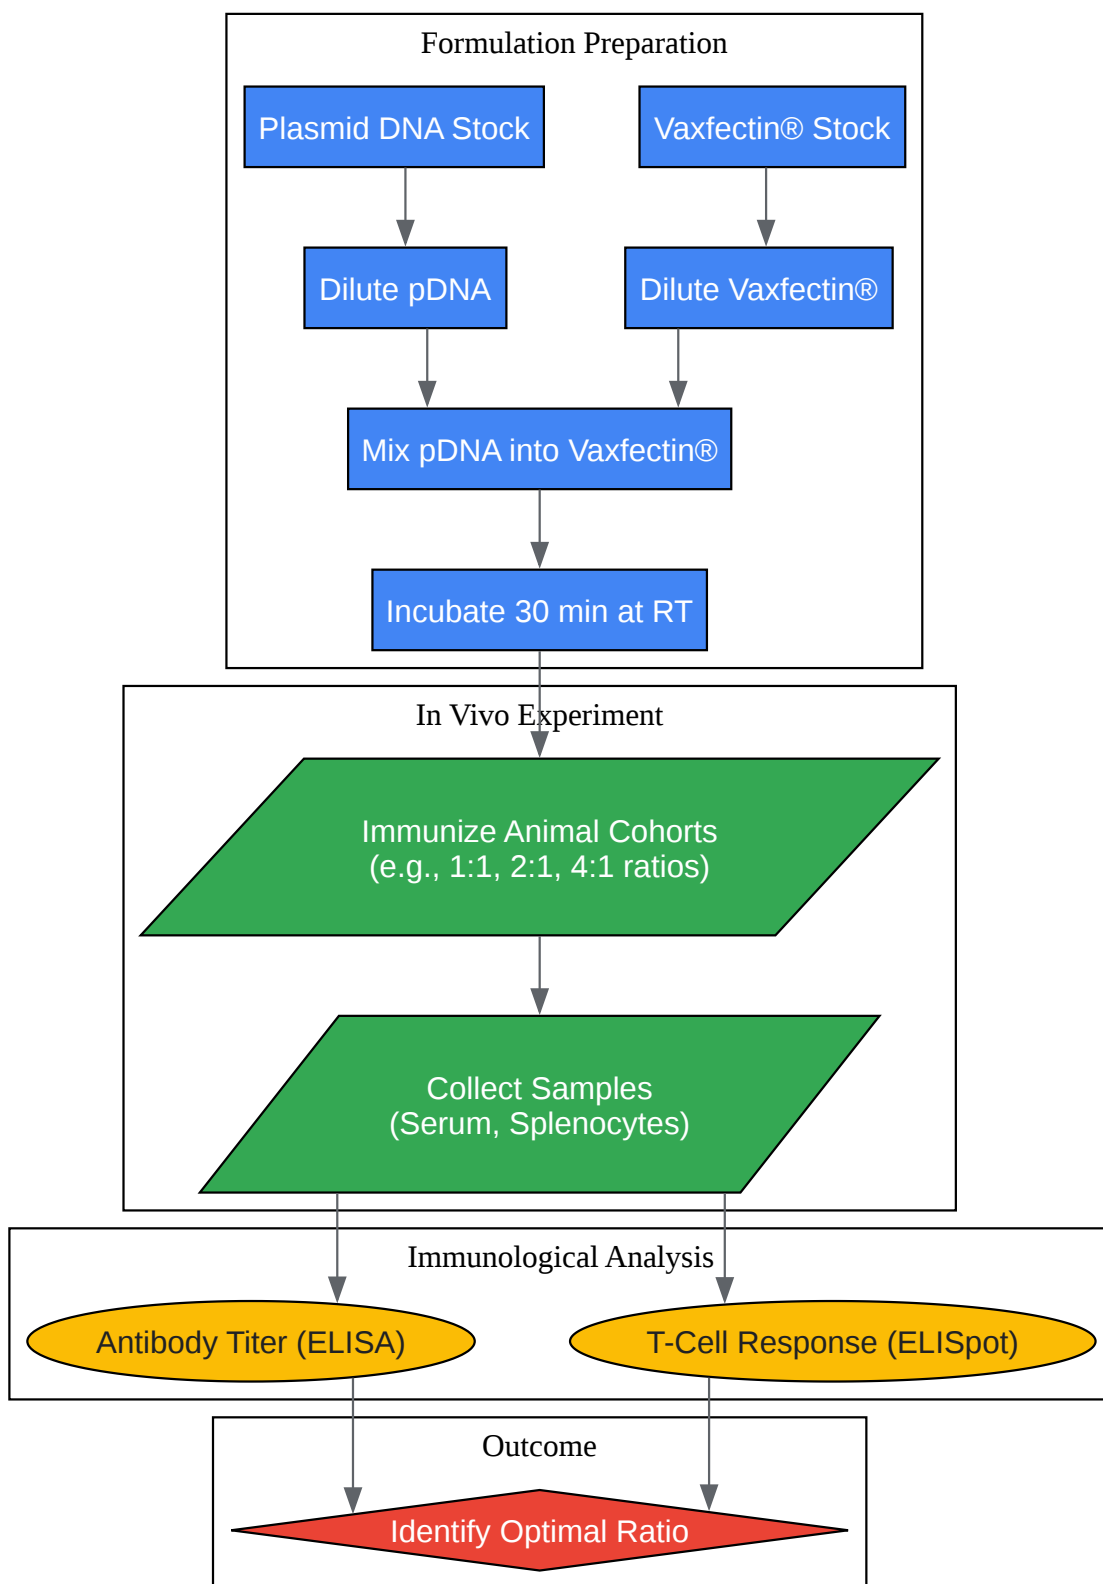 Formulation Preparation
Plasmid DNA Stock
Vaxfectin® Stock
Dilute pDNA
Dilute Vaxfectin®
Mix pDNA into Vaxfectin®
Incubate 30 min at RT
In Vivo Experiment
Immunize Animal Cohorts
(e.g., 1:1, 2:1, 4:1 ratios)
Collect Samples
(Serum, Splenocytes)
Immunological Analysis
Antibody Titer (ELISA)
T-Cell Response (ELISpot)
Outcome
Identify Optimal Ratio